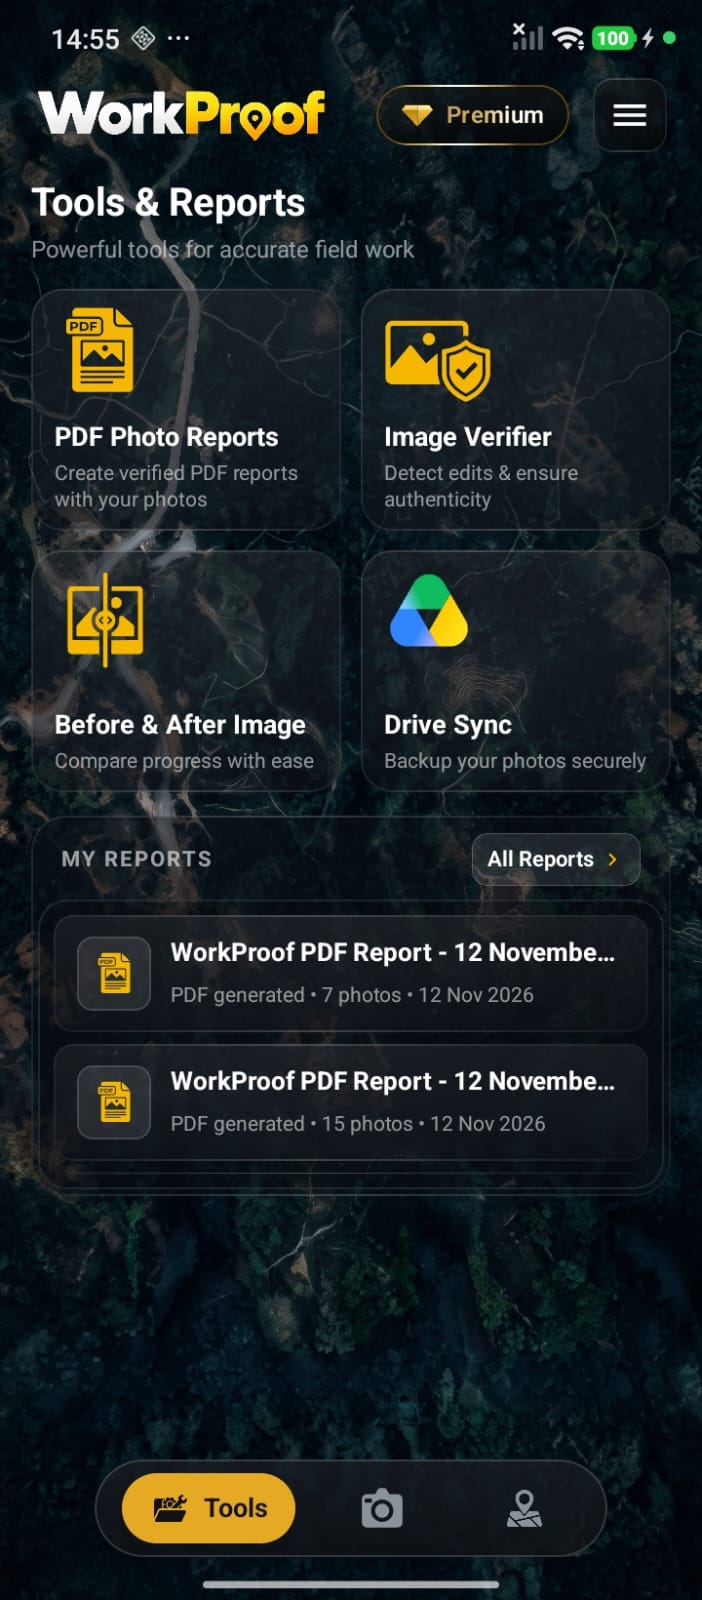 14:55
100
WorkProof
Premium
Tools & Reports
Powerful tools for accurate field work
PDF
PDF Photo Reports
Create verified PDF reports
with your photos
Image Verifier
Detect edits & ensure
authenticity
Before & After Image
Compare progress with ease
Drive Sync
Backup your photos securely
MY REPORTS
All Reports
PDF
WorkProof PDF Report - 12 Novembe...
PDF generated • 7 photos • 12 Nov 2026
PDF
WorkProof PDF Report - 12 Novembe...
PDF generated • 15 photos • 12 Nov 2026
Tools